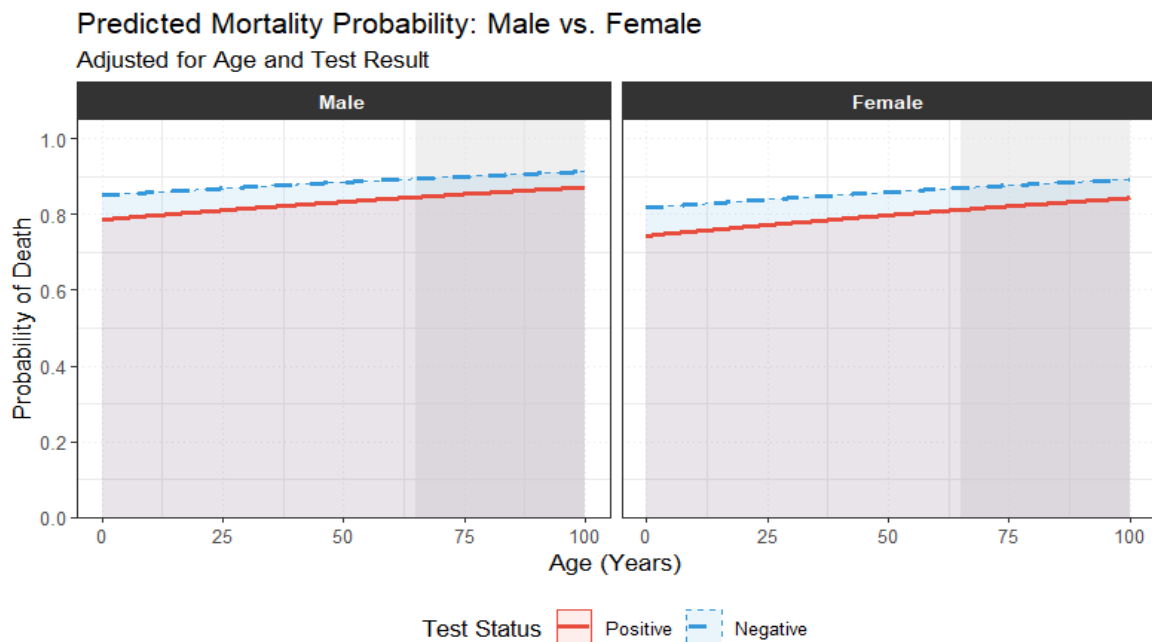 Predicted Mortality Probability: Male vs. Female
Adjusted for Age and Test Result
Male
Female
Probability of Death
1.0
0.8
0.6
0.4
0.2
0.0
0 25 50 75 100
0 25 50 75 100
Age (Years)
Test Status Positive Negative